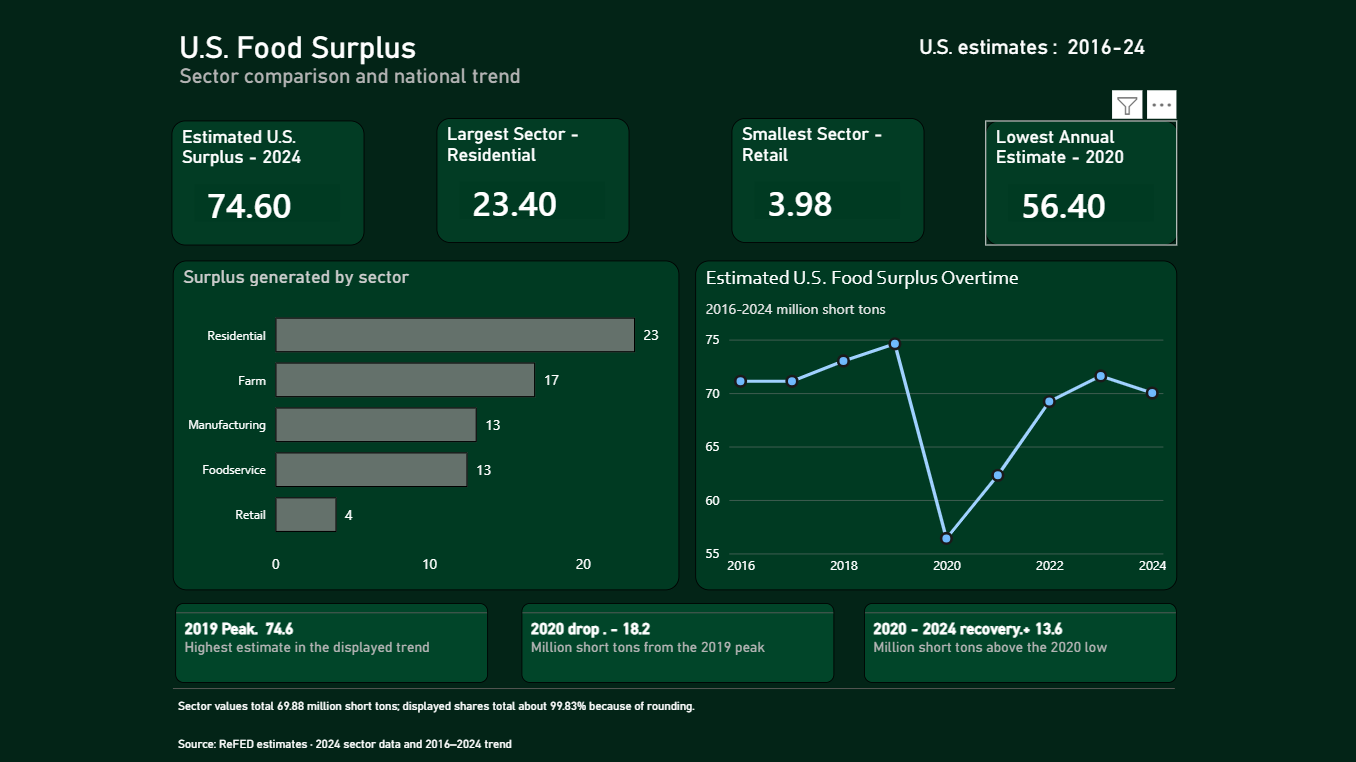 U.S. Food Surplus
Sector comparison and national trend
U.S. estimates : 2016-24
Estimated U.S.
Surplus - 2024
74.60
Largest Sector -
Residential
23.40
Smallest Sector -
Retail
3.98
Lowest Annual
Estimate - 2020
56.40
Surplus generated by sector
Residential
23
Farm
17
Manufacturing
13
Foodservice
13
Retail
4
0
10
20
Estimated U.S. Food Surplus Overtime
2016-2024 million short tons
75
70
65
60
55
2016
2018
2020
2022
2024
2019 Peak. 74.6
Highest estimate in the displayed trend
2020 drop . - 18.2
Million short tons from the 2019 peak
2020 - 2024 recovery.+ 13.6
Million short tons above the 2020 low
Sector values total 69.88 million short tons; displayed shares total about 99.83% because of rounding.
Source: ReFED estimates · 2024 sector data and 2016–2024 trend